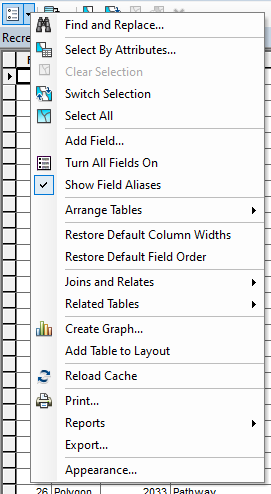 Find and Replace...
Recre
Select By Attributes...
Clear Selection
Switch Selection
Select All
Add Field...
Turn All Fields On
Show Field Aliases
Arrange Tables
Restore Default Column Widths
Restore Default Field Order
Joins and Relates
Related Tables
Create Graph...
Add Table to Layout
Reload Cache
Print...
Reports
Export...
Appearance...
26 Polygon 2033 Pathway